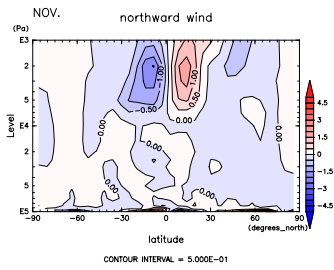 NOV.
northward wind
(Pa)
E3
2
5
E4
2
5
E5
Level
-1.00
-0.50
1.00
0.50
0.00
0.00
0.00
0.00
0.00
0.00
4.5
3
1.5
0
-1.5
-3
-4.5
-90 -60 -30 0 30 60 90
(degrees_north)
latitude
CONTOUR INTERVAL = 5.000E-01